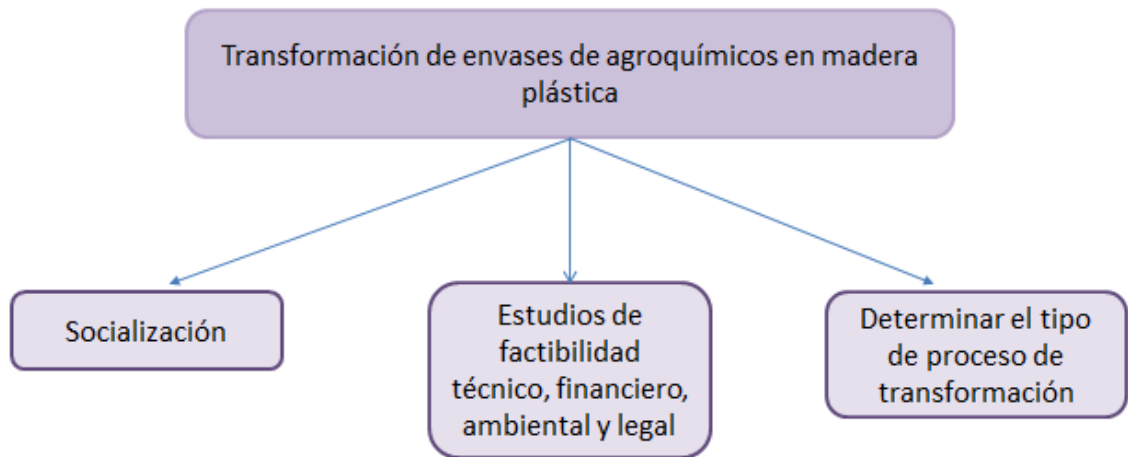 Transformación de envases de agroquímicos en madera
plástica
Socialización
Estudios de
factibilidad
técnico, financiero,
ambiental y legal
Determinar el tipo
de proceso de
transformación